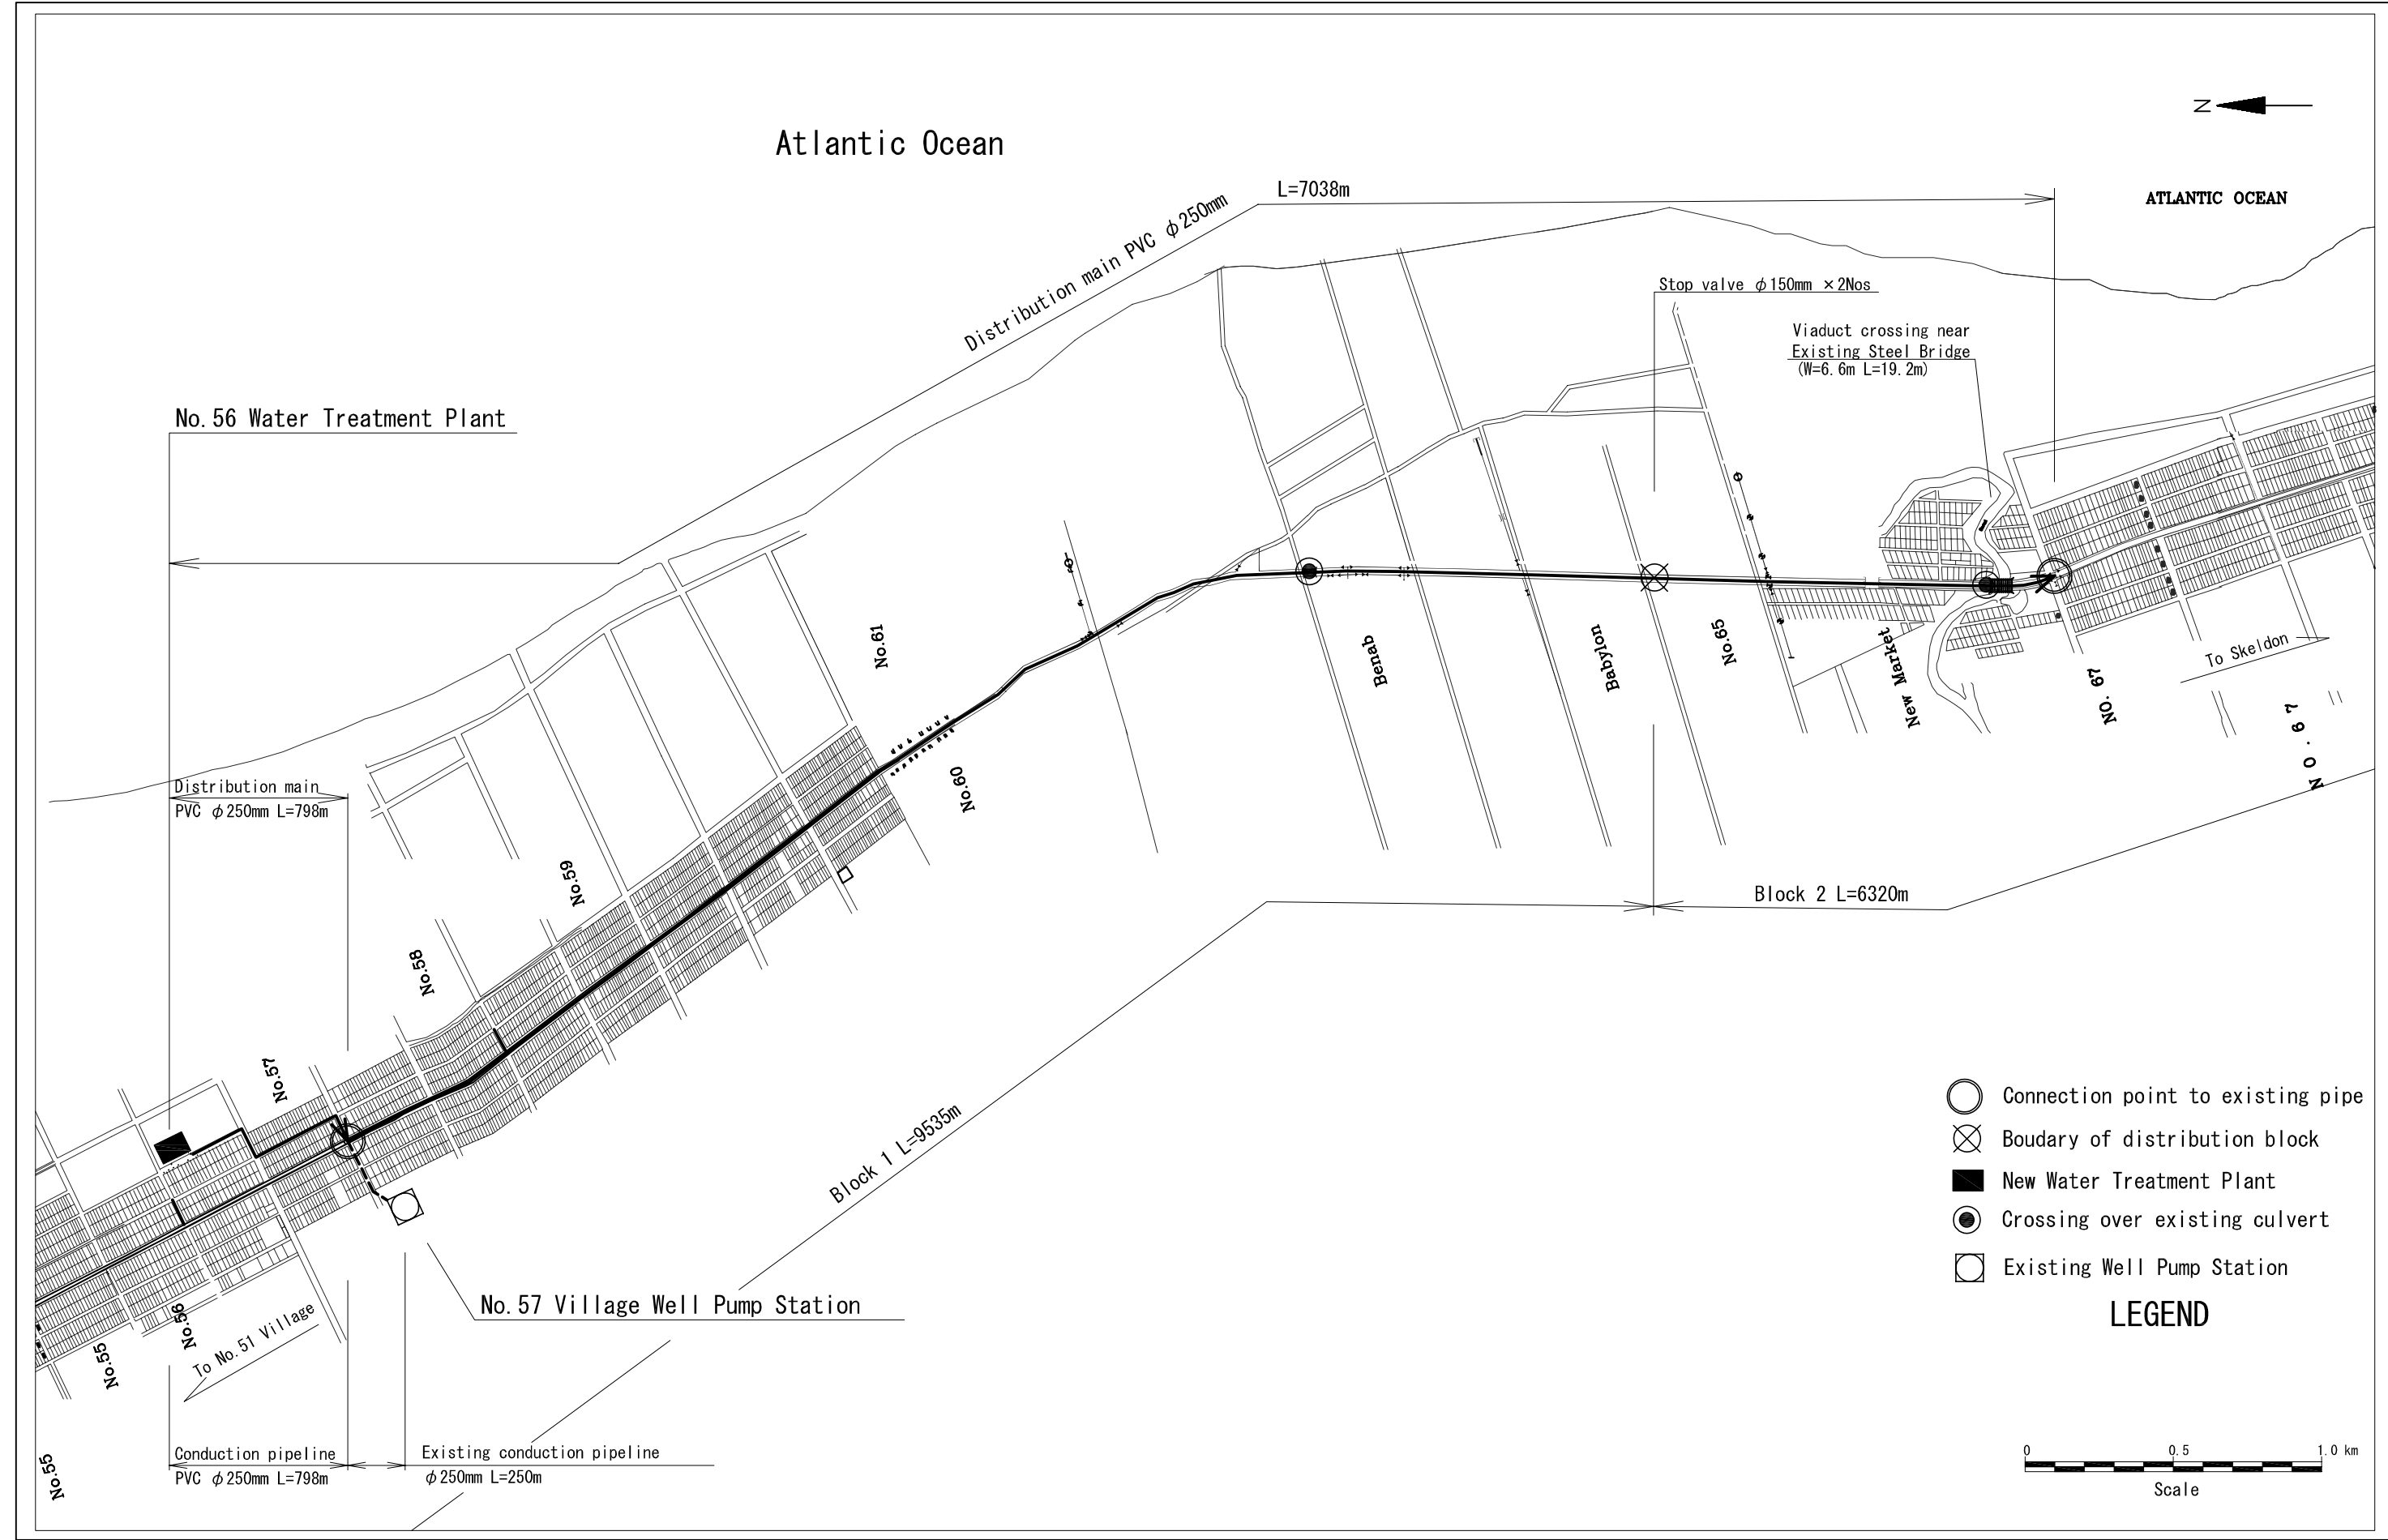 N
Atlantic Ocean
L=7038m
ATLANTIC OCEAN
Distribution main PVC φ250mm
Stop valve φ150mm ×2Nos
Viaduct crossing near
Existing Steel Bridge
(W=6.6m L=19.2m)
No.56 Water Treatment Plant
No.61
Benab
Babylon
No.65
New Market
NO. 67
To Skeldon
NO. 67
Distribution main
PVC φ250mm L=798m
No.60
No.59
Block 2 L=6320m
No.58
No.57
Block 1 L=9535m
Connection point to existing pipe
Boudary of distribution block
New Water Treatment Plant
Crossing over existing culvert
Existing Well Pump Station
LEGEND
No.57 Village Well Pump Station
No.56
To No.51 Village
No.55
Conduction pipeline
PVC φ250mm L=798m
Existing conduction pipeline
φ250mm L=250m
No.55
0 0.5 1.0 km
Scale